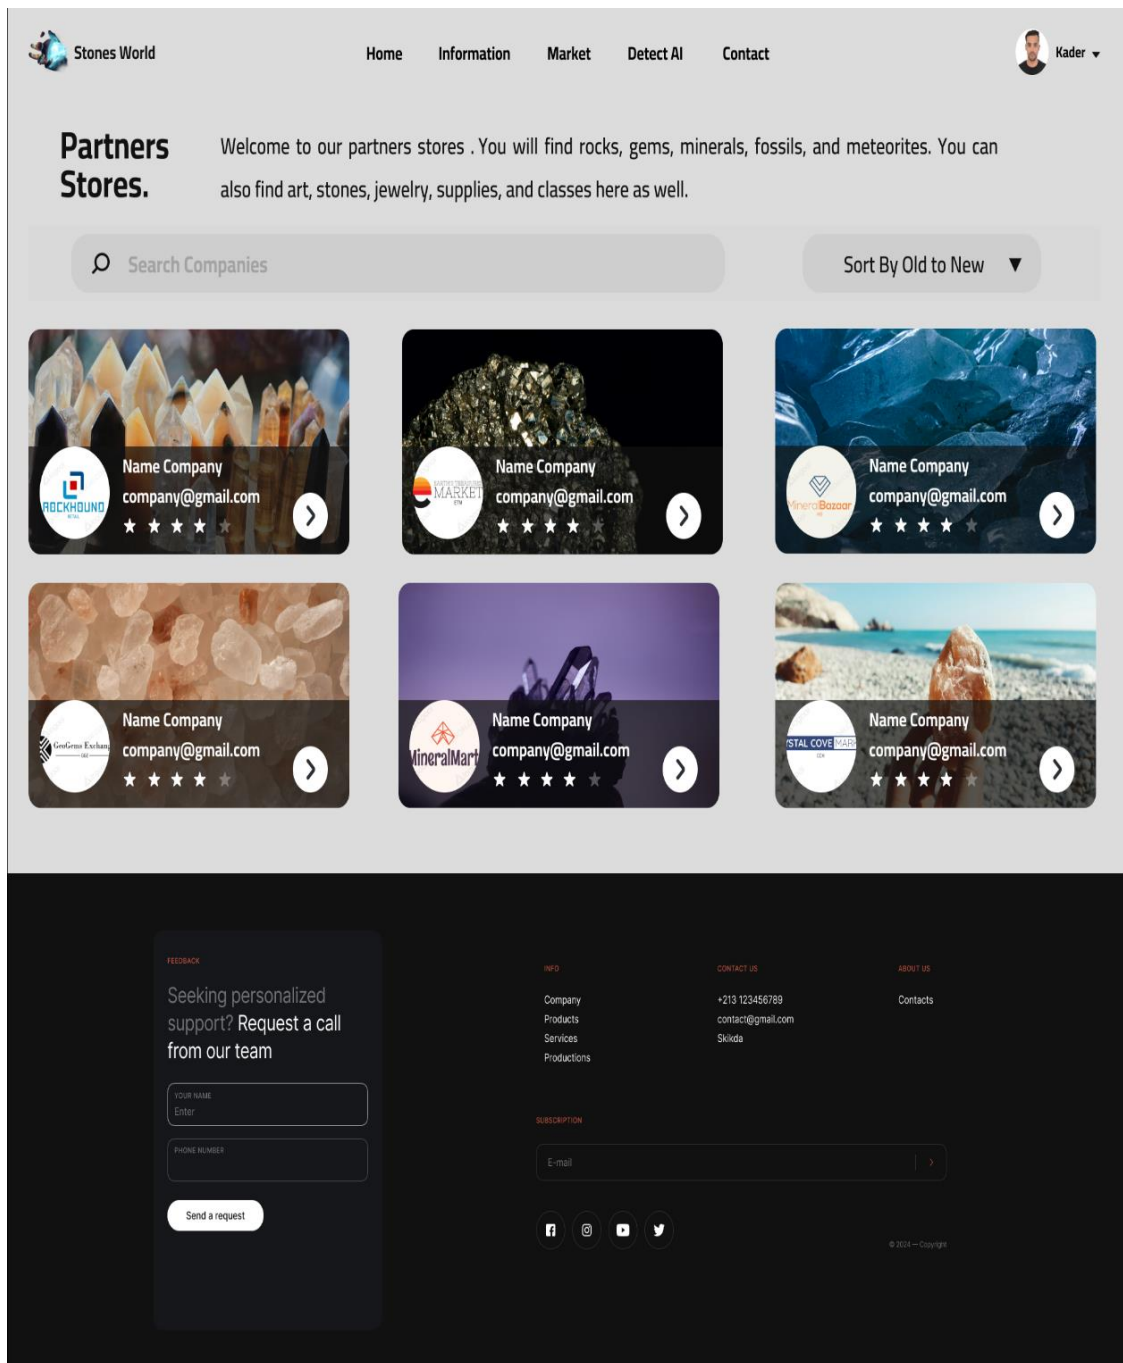 Stones World
Home Information Market Detect AI Contact
Kader
Partners
Stores.
Welcome to our partners stores . You will find rocks, gems, minerals, fossils, and meteorites. You can
also find art, stones, jewelry, supplies, and classes here as well.
Search Companies
Sort By Old to New
ROCKHOUND
Name Company
company@gmail.com
MARKET
Name Company
company@gmail.com
MineralBazaar
Name Company
company@gmail.com
GeoGems Exchang
Name Company
company@gmail.com
MineralMart
Name Company
company@gmail.com
YSTAL COVE MAR
Name Company
company@gmail.com
FEEDBACK
Seeking personalized
support? Request a call
from our team
YOUR NAME
Enter
PHONE NUMBER
Send a request
INFO
Company
Products
Services
Productions
CONTACT US
+213 123456789
contact@gmail.com
Skikda
ABOUT US
Contacts
SUBSCRIPTION
E-mail
© 2024 — Copyright